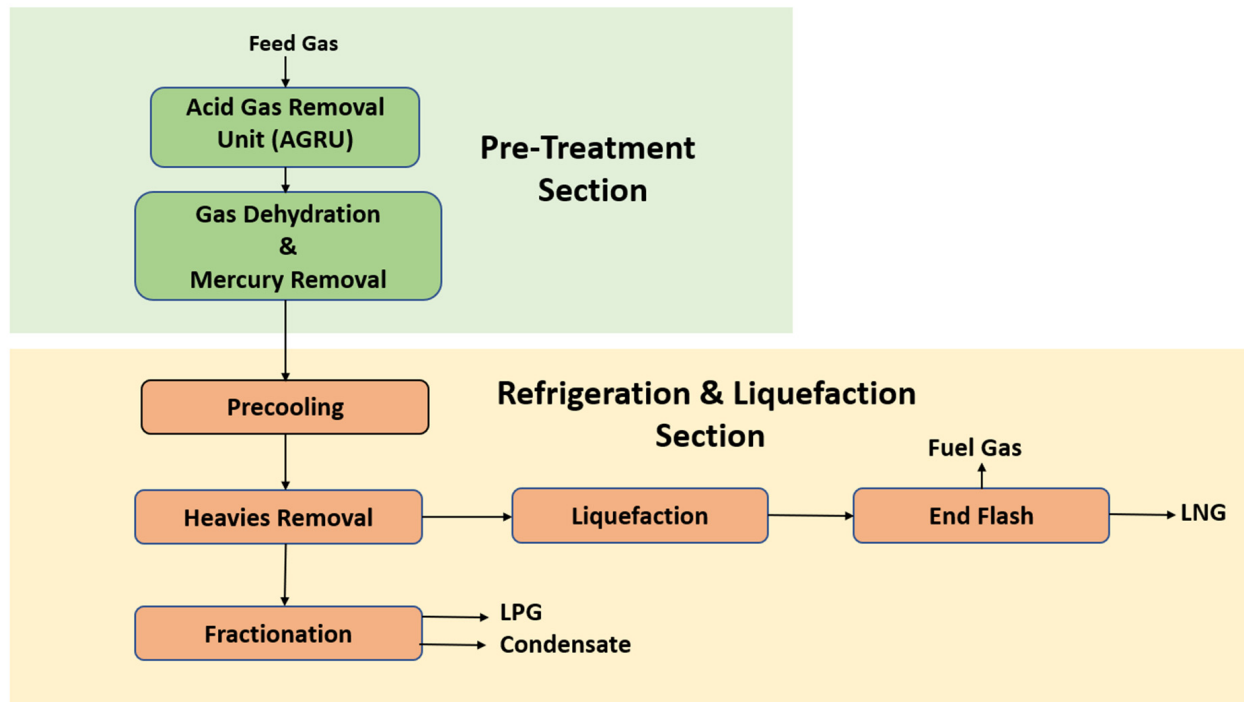 Feed Gas
Acid Gas Removal
Unit (AGRU)
Pre-Treatment
Section
Gas Dehydration
&
Mercury Removal
Precooling
Refrigeration & Liquefaction
Section
Fuel Gas
Heavies Removal
Liquefaction
End Flash
LNG
Fractionation
LPG
Condensate